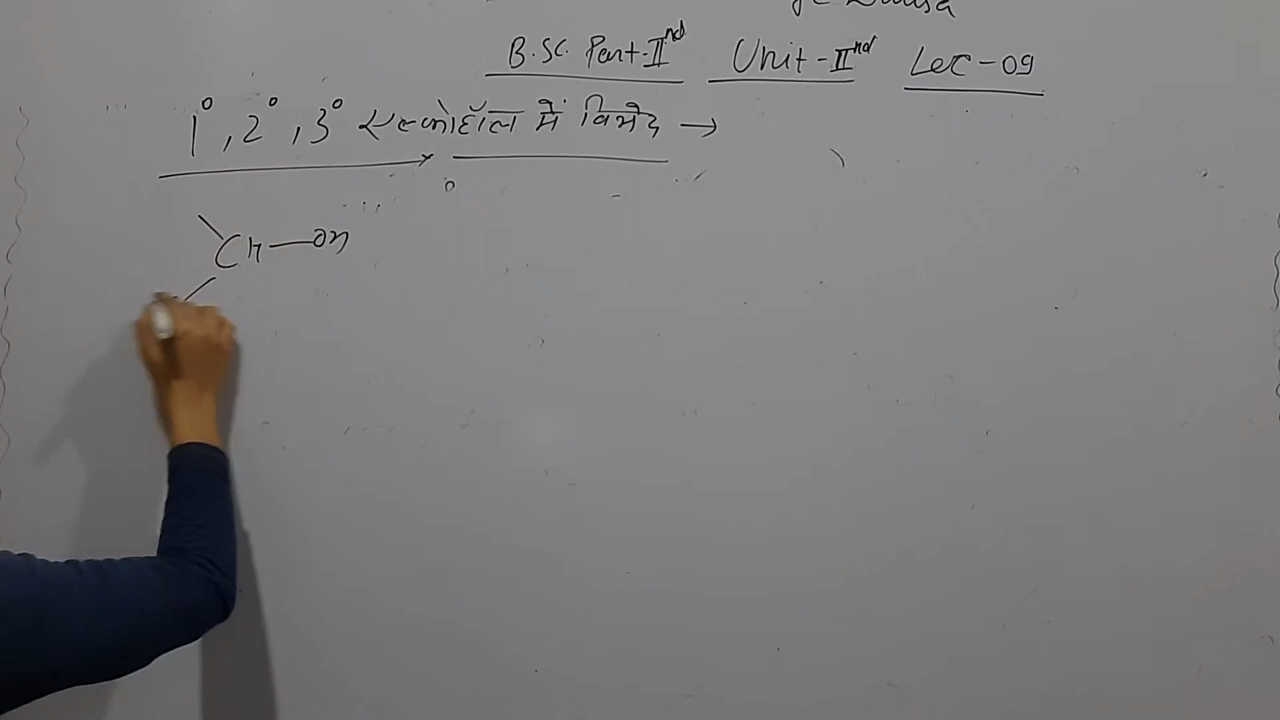 B.SC. Part-IInd Unit-IInd Lec-09
1°, 2°, 3° एल्कोहॉल में विभेद →
CH—OH